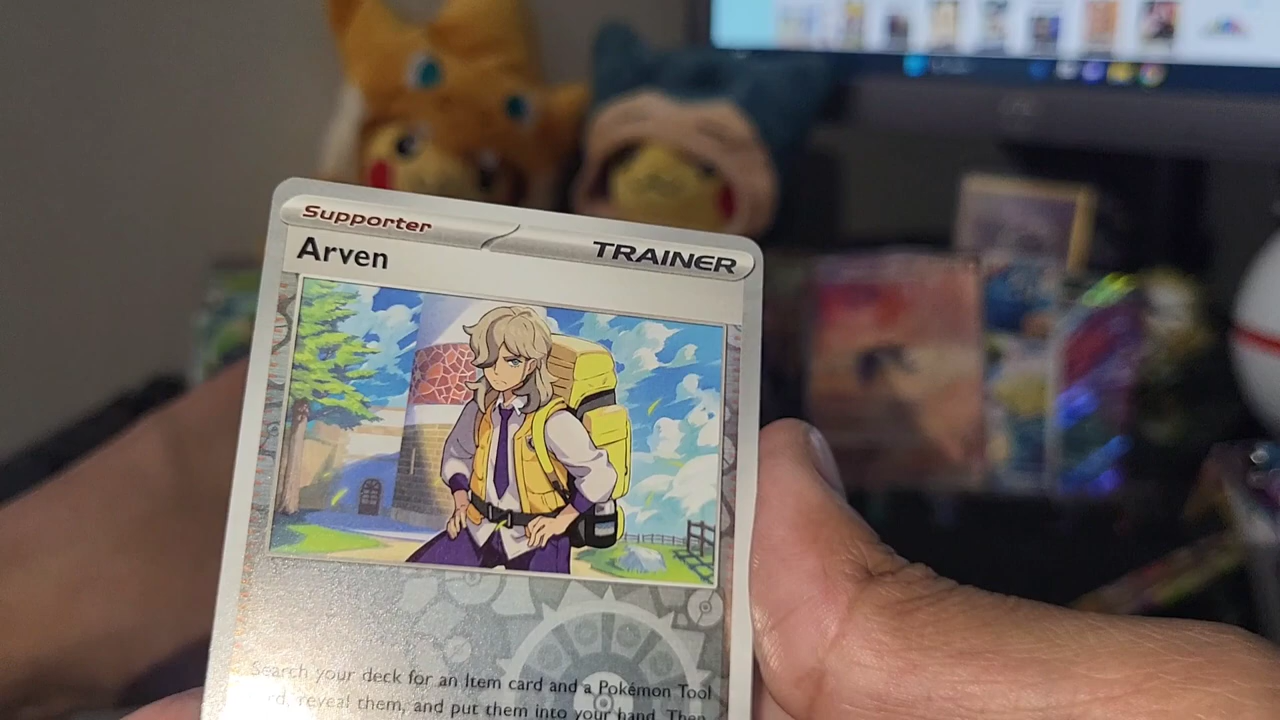 Supporter
TRAINER
Arven
Search your deck for an Item card and a Pokémon Tool
reveal them, and put them into your hand. Then